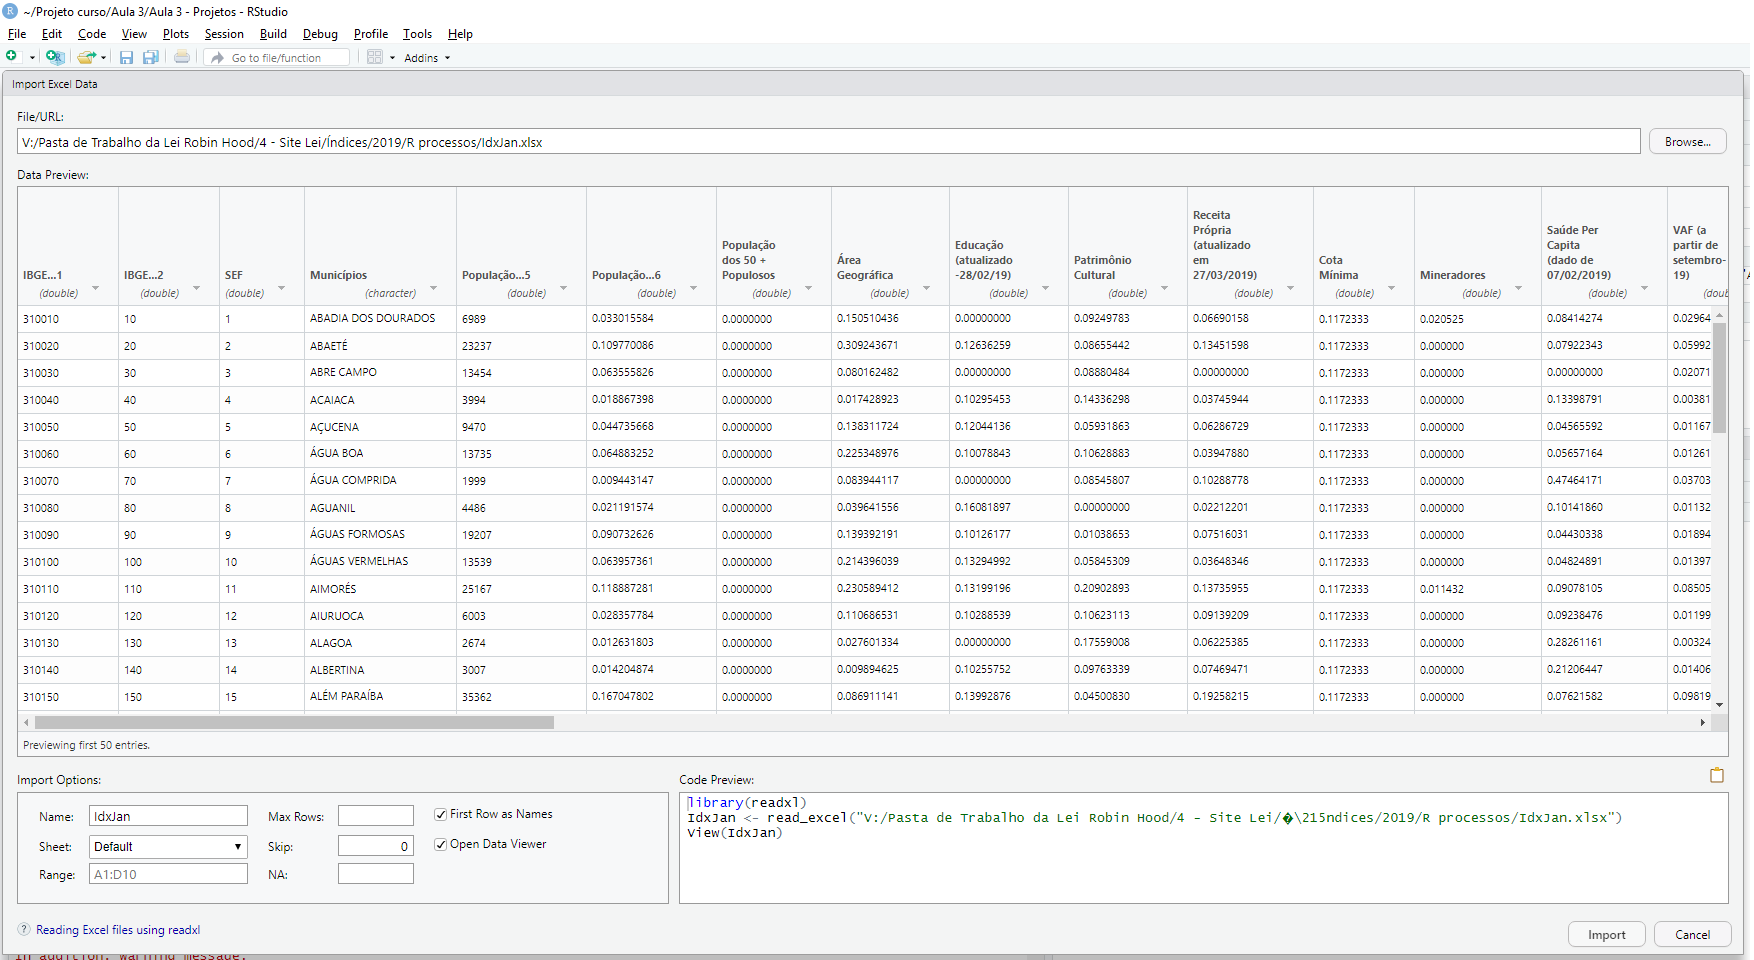 ~/Projeto curso/Aula 3/Aula 3 - Projetos - RStudio
File Edit Code View Plots Session Build Debug Profile Tools Help
Go to file/function Addins
Import Excel Data
File/URL:
V:/Pasta de Trabalho da Lei Robin Hood/4 - Site Lei/Índices/2019/R processos/IdxJan.xlsx Browse...
Data Preview:
IBGE...1 (double) IBGE...2 (double) SEF (double) Municípios (character) População...5 (double) População...6 (double) População dos 50 + Populosos (double) Área Geográfica (double) Educação (atualizado -28/02/19) (double) Patrimônio Cultural (double) Receita Própria (atualizado em 27/03/2019) (double) Cota Mínima (double) Mineradores (double) Saúde Per Capita (dado de 07/02/2019) (double) VAF (a partir de setembro- 19) (doub
310010 10 1 ABADIA DOS DOURADOS 6989 0.033015584 0.0000000 0.150510436 0.00000000 0.09249783 0.06690158 0.1172333 0.020525 0.08414274 0.02964
310020 20 2 ABAETÉ 23237 0.109770086 0.0000000 0.309243671 0.12636259 0.08655442 0.13451598 0.1172333 0.000000 0.07922343 0.05992
310030 30 3 ABRE CAMPO 13454 0.063555826 0.0000000 0.080162482 0.00000000 0.08880484 0.00000000 0.1172333 0.000000 0.00000000 0.02071
310040 40 4 ACAIACA 3994 0.018867398 0.0000000 0.017428923 0.10295453 0.14336298 0.03745944 0.1172333 0.000000 0.13398791 0.00381
310050 50 5 AÇUCENA 9470 0.044735668 0.0000000 0.138311724 0.12044136 0.05931863 0.06286729 0.1172333 0.000000 0.04565592 0.01167
310060 60 6 ÁGUA BOA 13735 0.064883252 0.0000000 0.225348976 0.10078843 0.10628883 0.03947880 0.1172333 0.000000 0.05657164 0.01261
310070 70 7 ÁGUA COMPRIDA 1999 0.009443147 0.0000000 0.083944117 0.00000000 0.08545807 0.10288778 0.1172333 0.000000 0.47464171 0.03703
310080 80 8 AGUANIL 4486 0.021191574 0.0000000 0.039641556 0.16081897 0.00000000 0.02212201 0.1172333 0.000000 0.10141860 0.01132
310090 90 9 ÁGUAS FORMOSAS 19207 0.090732626 0.0000000 0.139392191 0.10126177 0.01038653 0.07516031 0.1172333 0.000000 0.04430338 0.01894
310100 100 10 ÁGUAS VERMELHAS 13539 0.063957361 0.0000000 0.214396039 0.13294992 0.05845309 0.03648346 0.1172333 0.000000 0.04824891 0.01397
310110 110 11 AIMORÉS 25167 0.118887281 0.0000000 0.230589412 0.13199196 0.20902893 0.13735955 0.1172333 0.011432 0.09078105 0.08505
310120 120 12 AIURUOCA 6003 0.028357784 0.0000000 0.110686531 0.10288539 0.10623113 0.09139209 0.1172333 0.000000 0.09238476 0.01199
310130 130 13 ALAGOA 2674 0.012631803 0.0000000 0.027601334 0.00000000 0.17559008 0.06225385 0.1172333 0.000000 0.28261161 0.00324
310140 140 14 ALBERTINA 3007 0.014204874 0.0000000 0.009894625 0.10255752 0.09763339 0.07469471 0.1172333 0.000000 0.21206447 0.01406
310150 150 15 ALÉM PARAÍBA 35362 0.167047802 0.0000000 0.086911141 0.13992876 0.04500830 0.19258215 0.1172333 0.000000 0.07621582 0.09819
Previewing first 50 entries.
Import Options:
Name: IdxJan Max Rows: First Row as Names
Sheet: Default Skip: 0 Open Data Viewer
Range: A1:D10 NA:
Code Preview:
library(readxl)
IdxJan <- read_excel("V:/Pasta de Trabalho da Lei Robin Hood/4 - Site Lei/�\215ndices/2019/R processos/IdxJan.xlsx")
View(IdxJan)
Reading Excel files using readxl
Import Cancel
In addition: Warning message: